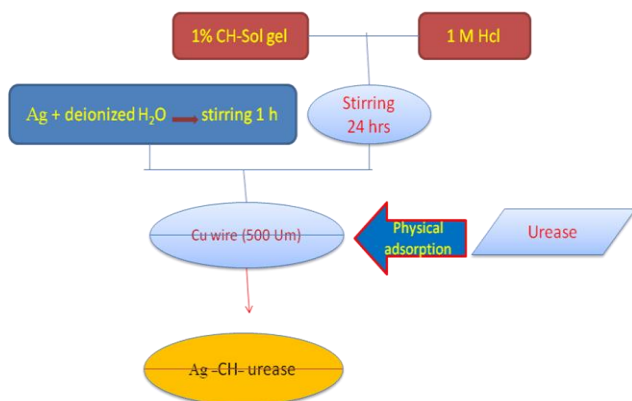 1% CH-Sol gel
1 M Hcl
Ag + deionized H₂O stirring 1 h
Stirring
24 hrs
Cu wire (500 Um)
Physical
adsorption
Urease
Ag -CH- urease